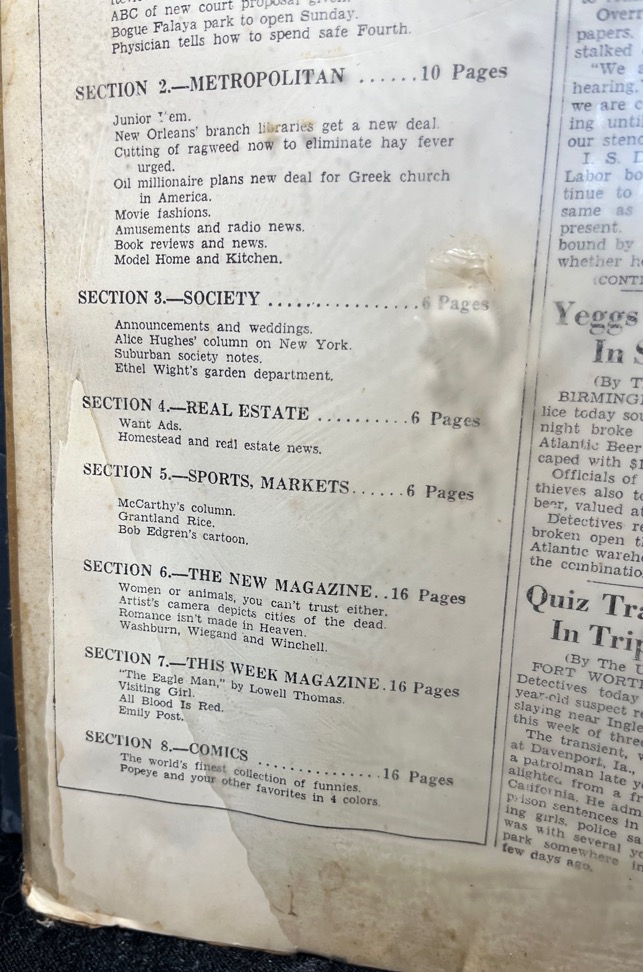 ABC of new court proposal given.
Bogue Falaya park to open Sunday.
Physician tells how to spend safe Fourth.
SECTION 2.—METROPOLITAN ......10 Pages
Junior
New Orleans' branch libraries get a new deal.
Cutting of ragweed now to eliminate hay fever
urged.
Oil millionaire plans new deal for Greek church
in America.
Movie fashions.
Amusements and radio news.
Book reviews and news.
Model Home and Kitchen.
SECTION 3.—SOCIETY ..................6 Pages
Announcements and weddings.
Alice Hughes' column on New York.
Suburban society notes.
Ethel Wight's garden department.
SECTION 4.—REAL ESTATE ..........6 Pages
Want Ads.
Homestead and real estate news.
SECTION 5.—SPORTS, MARKETS......6 Pages
McCarthy's column.
Grantland Rice.
Bob Edgren's cartoon.
SECTION 6.—THE NEW MAGAZINE..16 Pages
Women or animals, you can't trust either.
Artist's camera depicts cities of the dead.
Romance isn't made in Heaven.
Washburn, Wiegand and Winchell.
SECTION 7.—THIS WEEK MAGAZINE.16 Pages
"The Eagle Man," by Lowell Thomas.
Visiting Girl.
All Blood Is Red.
Emily Post.
SECTION 8.—COMICS ..............16 Pages
The world's finest collection of funnies.
Popeye and your other favorites in 4 colors.
papers.
stalked
"We
hearing.
we are
ing until
our
I. S.
Labor
tinue to
same as
present.
bound by
whether
Yeggs
In
(By
lice today
night broke
Atlantic Beer
caped with
Officials of
thieves also
beer, valued
Detectives
broken open
Atlantic
the combination
Quiz
In
(By The
FORT
Detectives today
year-old suspect
slaying near
this week of three
The transient,
at Davenport, Ia.,
a patrolman late
alighted from a
California. He
prison sentences in
ing girls, police
was with several
park somewhere in
few days ago.